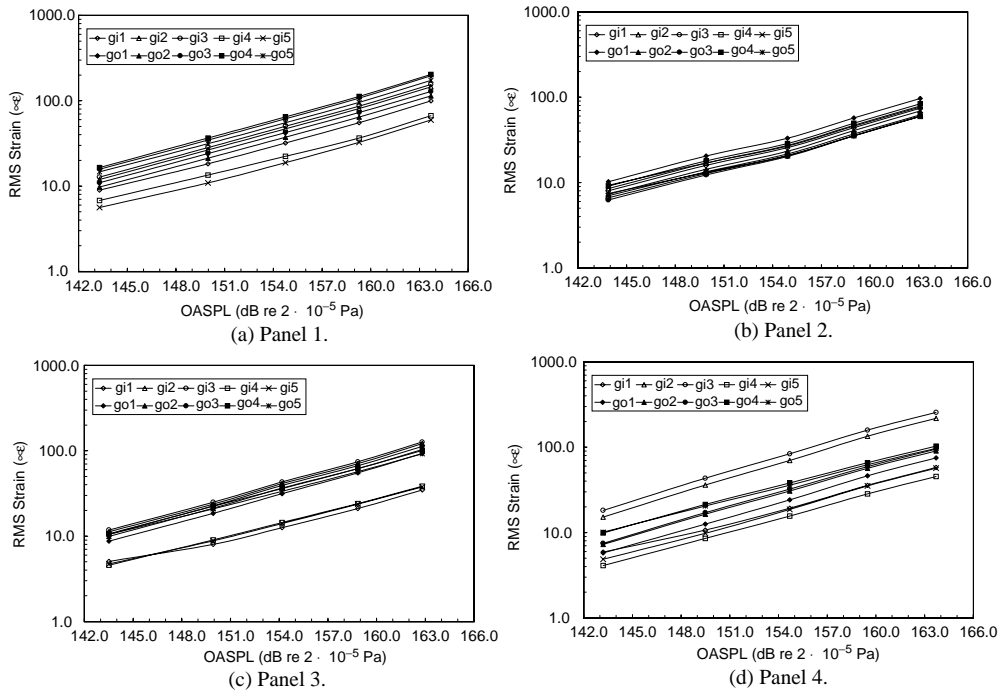 1000.0
100.0
10.0
1.0
RMS Strain (∝ε)
gi1 gi2 gi3 gi4 gi5
go1 go2 go3 go4 go5
142.0 145.0 148.0 151.0 154.0 157.0 160.0 163.0 166.0
OASPL (dB re 2 · 10⁻⁵ Pa)
(a) Panel 1.
1000.0
100.0
10.0
1.0
RMS Strain (∝ε)
gi1 gi2 gi3 gi4 gi5
go1 go2 go3 go4 go5
142.0 145.0 148.0 151.0 154.0 157.0 160.0 163.0 166.0
OASPL (dB re 2 · 10⁻⁵ Pa)
(b) Panel 2.
1000.0
100.0
10.0
1.0
RMS Strain (∝ε)
gi1 gi2 gi3 gi4 gi5
go1 go2 go3 go4 go5
142.0 145.0 148.0 151.0 154.0 157.0 160.0 163.0 166.0
OASPL (dB re 2 · 10⁻⁵ Pa)
(c) Panel 3.
1000.0
100.0
10.0
1.0
RMS Strain (∝ε)
gi1 gi2 gi3 gi4 gi5
go1 go2 go3 go4 go5
142.0 145.0 148.0 151.0 154.0 157.0 160.0 163.0 166.0
OASPL (dB re 2 · 10⁻⁵ Pa)
(d) Panel 4.